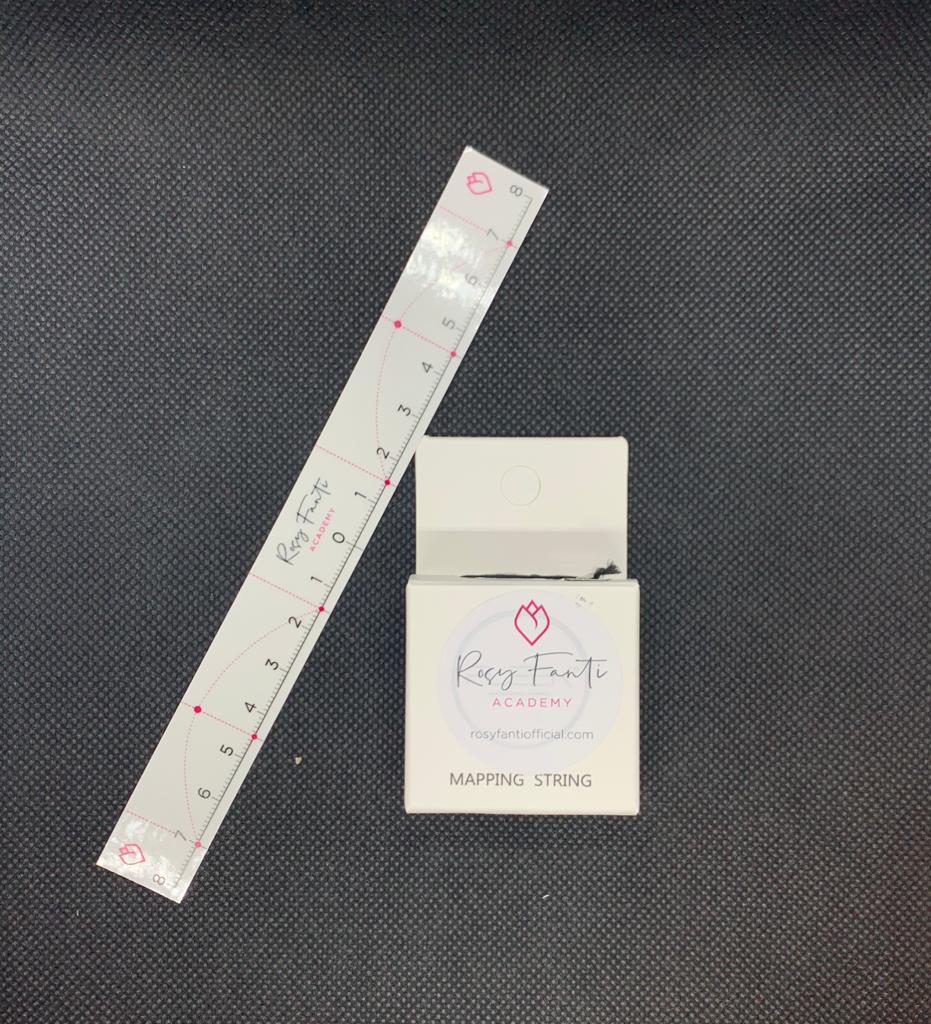 8 7 6 5 4 3 2 1 0 1 2 3 4 5 6 7 8
Rosy Fanti
ACADEMY
Rosy Fanti
ACADEMY
rosyfantiofficial.com
MAPPING STRING